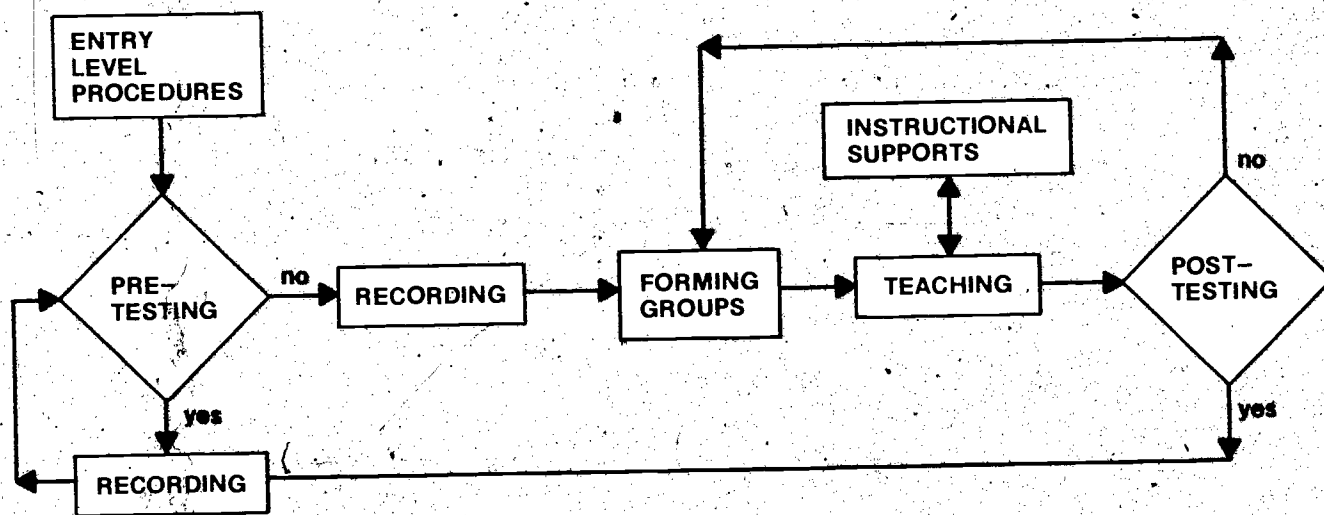 ENTRY
LEVEL
PROCEDURES
INSTRUCTIONAL
SUPPORTS
no
PRE-
TESTING
no
RECORDING
FORMING
GROUPS
TEACHING
POST-
TESTING
yes
yes
RECORDING